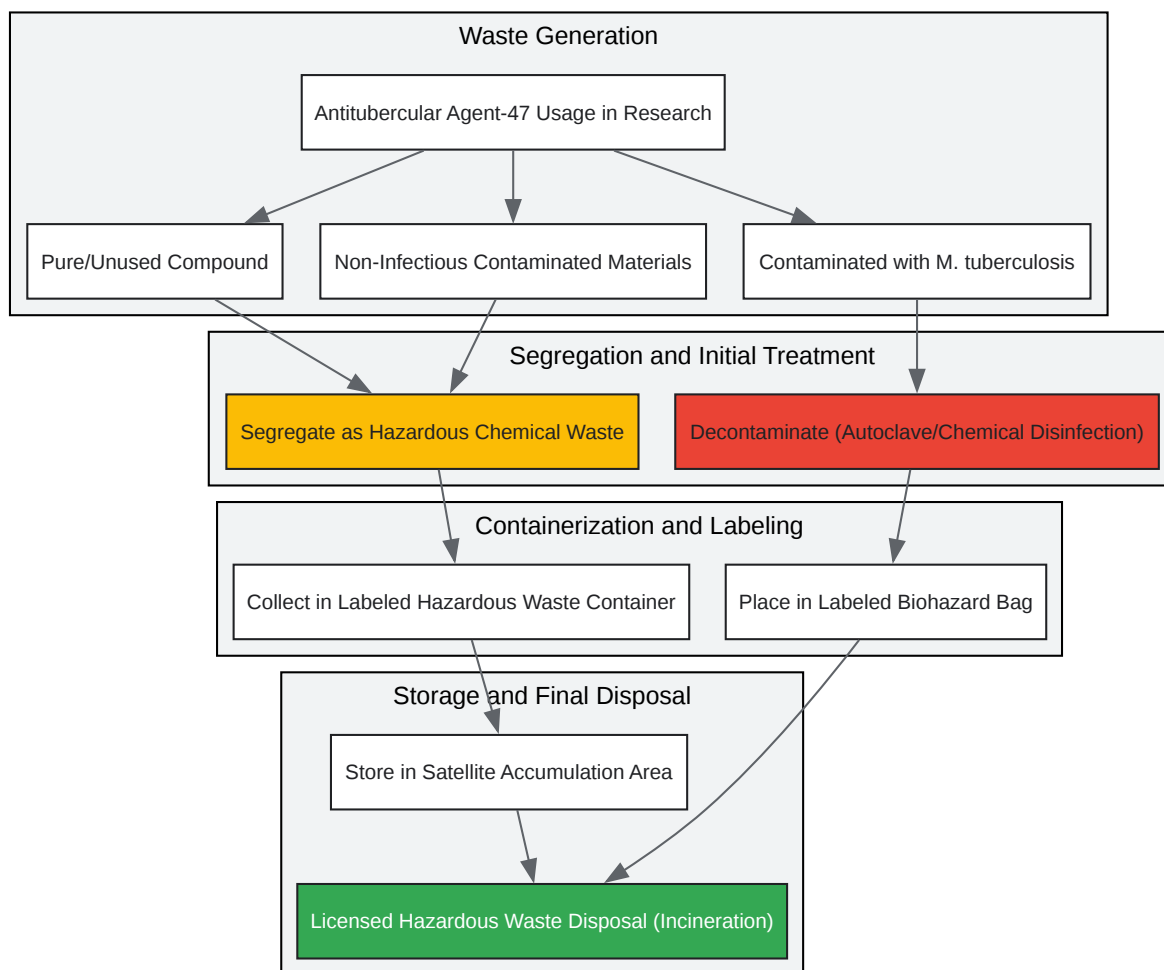 Waste Generation
Antitubercular Agent-47 Usage in Research
Pure/Unused Compound
Non-Infectious Contaminated Materials
Contaminated with M. tuberculosis
Segregation and Initial Treatment
Segregate as Hazardous Chemical Waste
Decontaminate (Autoclave/Chemical Disinfection)
Containerization and Labeling
Collect in Labeled Hazardous Waste Container
Place in Labeled Biohazard Bag
Storage and Final Disposal
Store in Satellite Accumulation Area
Licensed Hazardous Waste Disposal (Incineration)